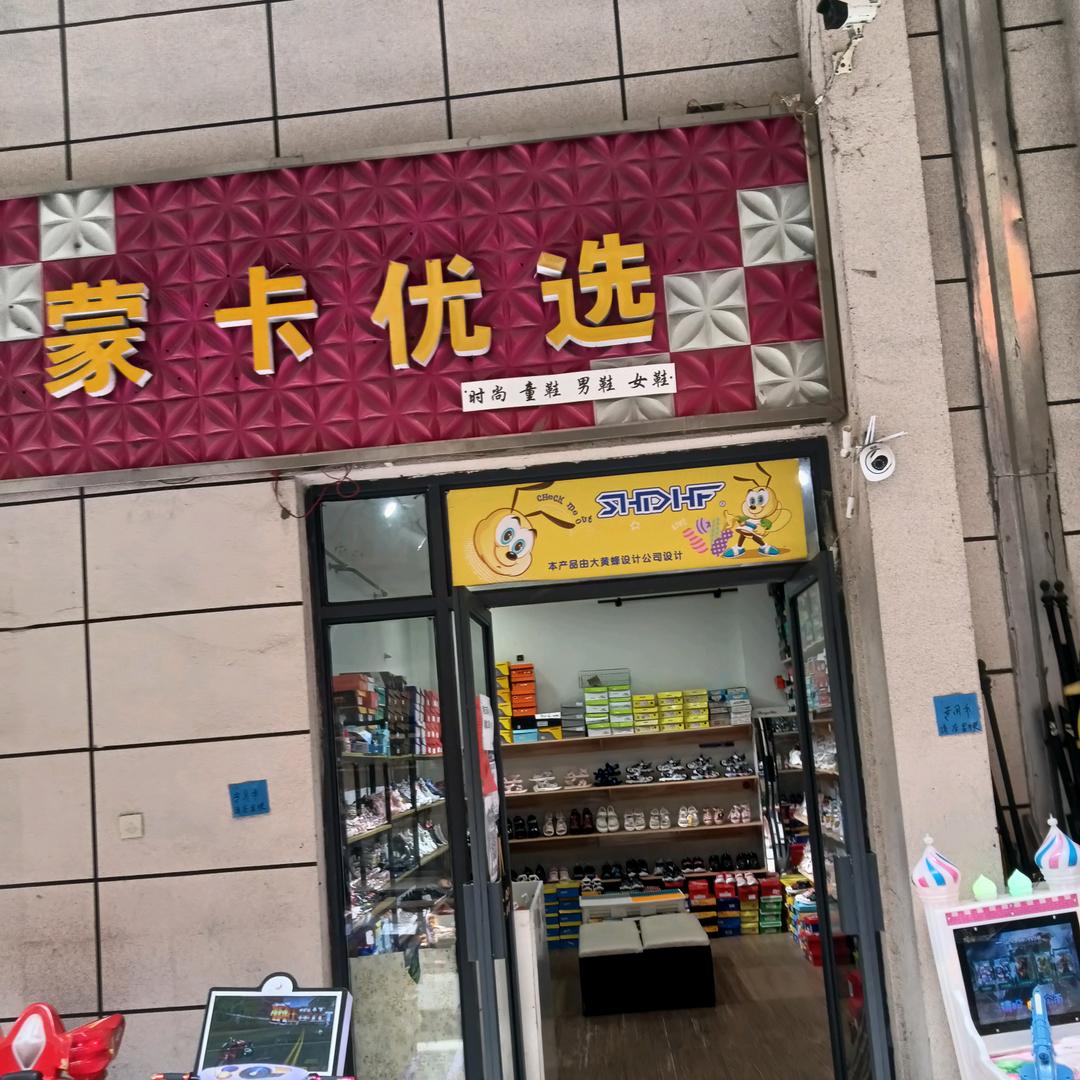 蒙卡优选
时尚 童鞋 男鞋 女鞋
CHecK me out
SHDHF
本产品由大黄蜂设计公司设计